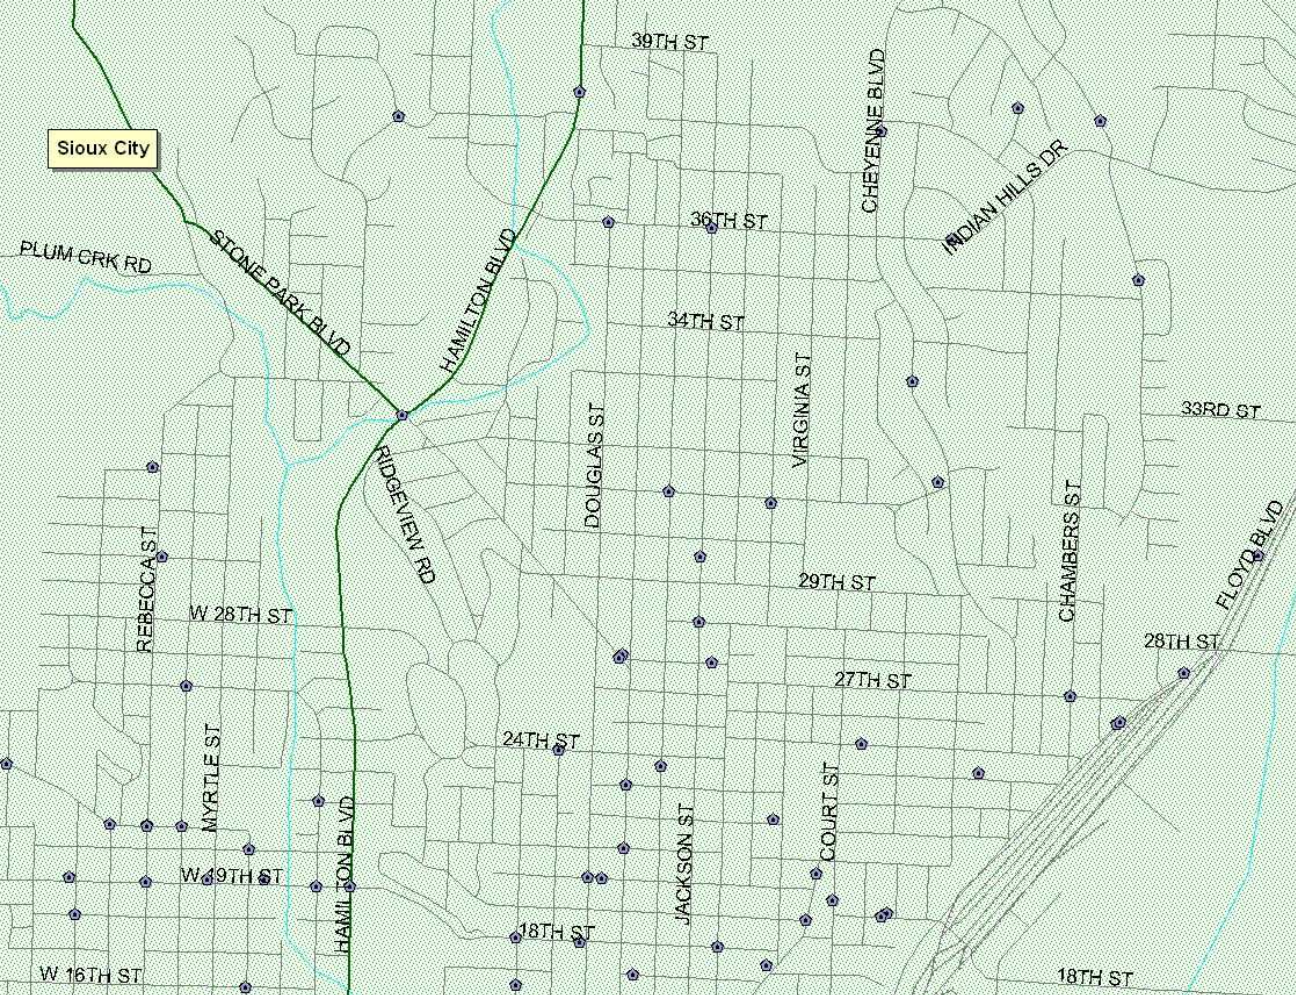 39TH ST
CHEYENNE BLVD
Sioux City
INDIAN HILLS DR
36TH ST
PLUM CRK RD
STONE PARK BLVD
HAMILTON BLVD
34TH ST
VIRGINIA ST
33RD ST
DOUGLAS ST
RIDGEVIEW RD
CHAMBERS ST
FLOYD BLVD
REBECCA ST
29TH ST
W 28TH ST
28TH ST
27TH ST
24TH ST
MYRTLE ST
COURT ST
HAMILTON BLVD
JACKSON ST
W 19TH ST
18TH ST
W 16TH ST
18TH ST